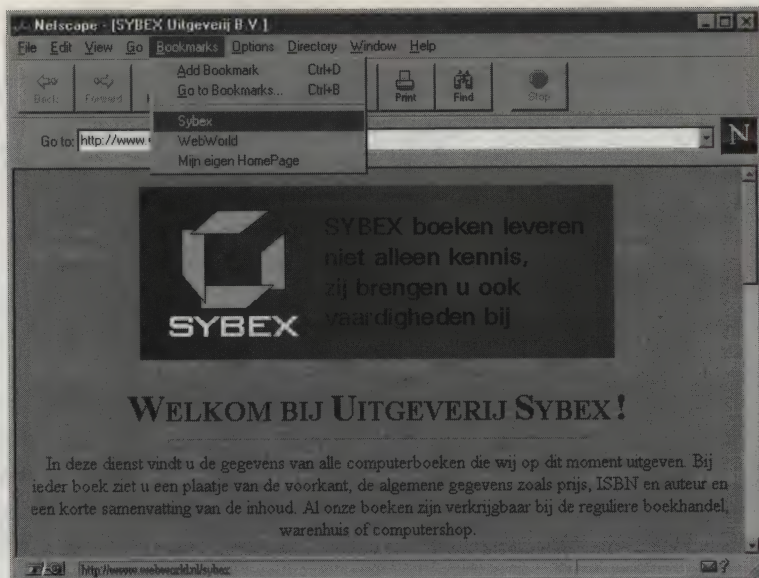 Netscape - [SYBEX Uitgeverij B.V.]
File Edit View Go Bookmarks Options Directory Window Help
Add Bookmark Ctrl+D
Go to Bookmarks... Ctrl+B
Sybex
WebWorld
Mijn eigen HomePage
Back Forward Print Find Stop
Go to: http://www
N
SYBEX boeken leveren
niet alleen kennis,
zij brengen u ook
vaardigheden bij
SYBEX
WELKOM BIJ UITGEVERIJ SYBEX!
In deze dienst vindt u de gegevens van alle computerboeken die wij op dit moment uitgeven. Bij
ieder boek ziet u een plaatje van de voorkant, de algemene gegevens zoals prijs, ISBN en auteur en
een korte samenvatting van de inhoud. Al onze boeken zijn verkrijgbaar bij de reguliere boekhandel,
warenhuis of computershop.
http://www.webworld.nl/sybex